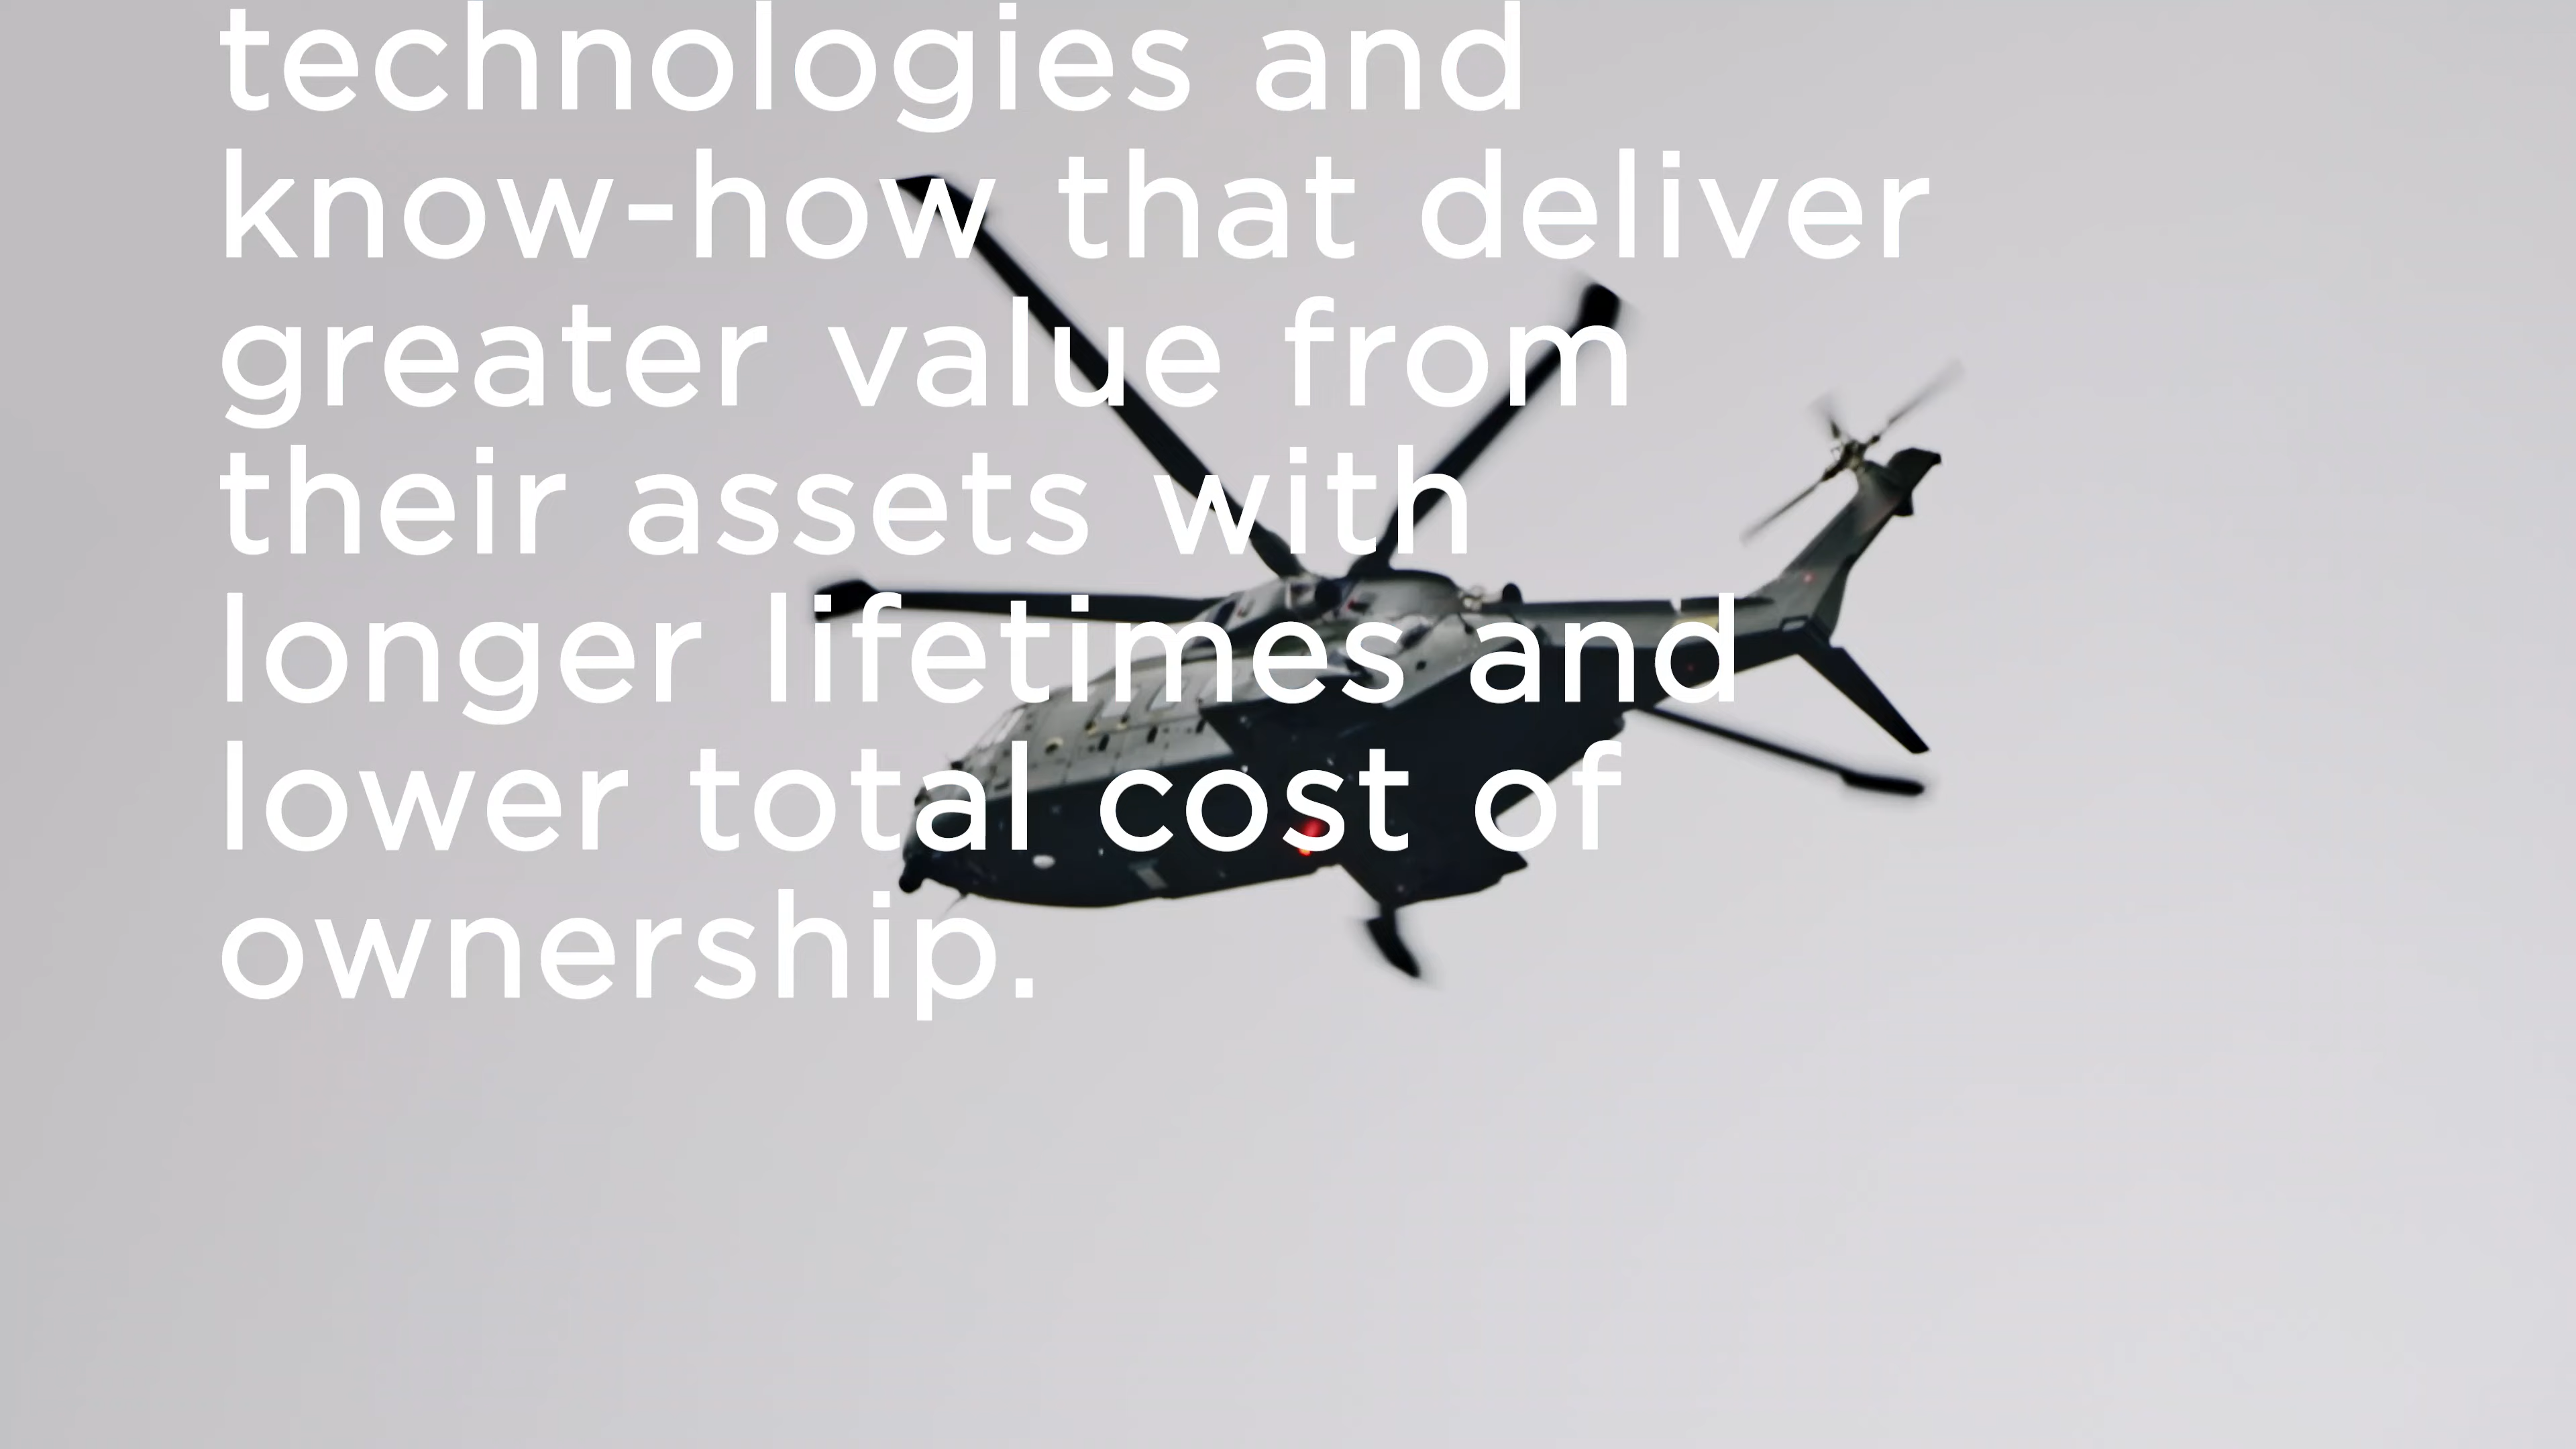 technologies and
know-how that deliver
greater value from
their assets with
longer lifetimes and
lower total cost of
ownership.